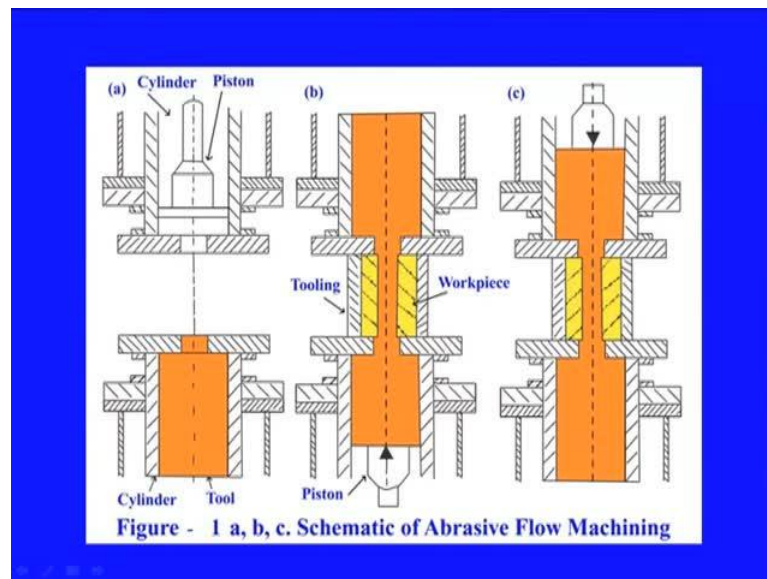 (a) Cylinder Piston (b) (c)
Tooling Workpiece
Cylinder Tool Piston
Figure - 1 a, b, c. Schematic of Abrasive Flow Machining